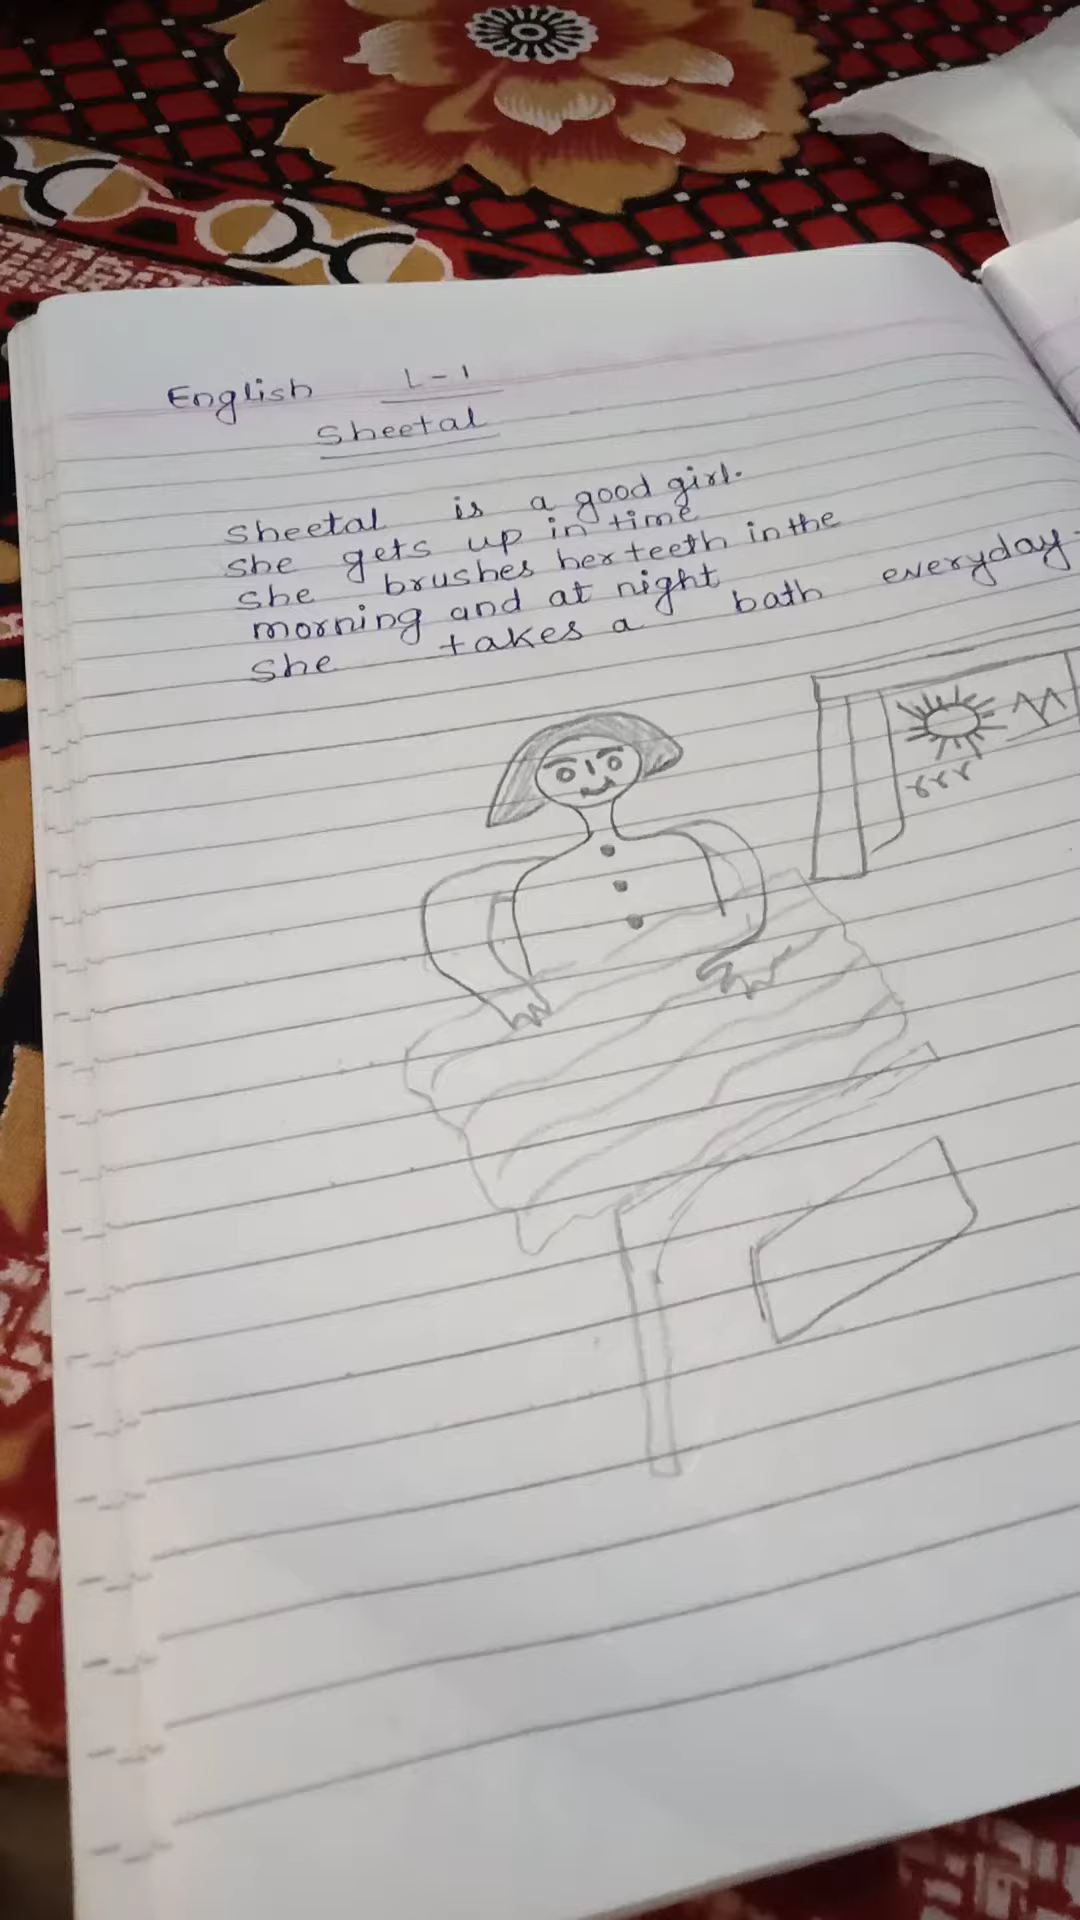 English L-1
Sheetal
Sheetal is a good girl.
She gets up in time
She brushes her teeth in the
morning and at night
She takes a bath everyday